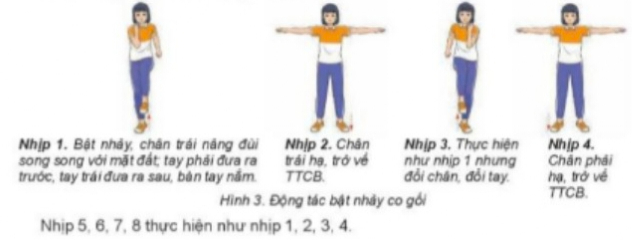 Nhịp 1. Bật nhảy, chân trái nâng đùi
song song với mặt đất; tay phải đưa ra
trước, tay trái đưa ra sau, bàn tay nắm.
Nhịp 2. Chân
trái hạ, trở về
TTCB.
Nhịp 3. Thực hiện
như nhịp 1 nhưng
đổi chân, đổi tay.
Nhịp 4.
Chân phải
hạ, trở về
TTCB.
Hình 3. Động tác bật nhảy co gối
Nhịp 5, 6, 7, 8 thực hiện như nhịp 1, 2, 3, 4.